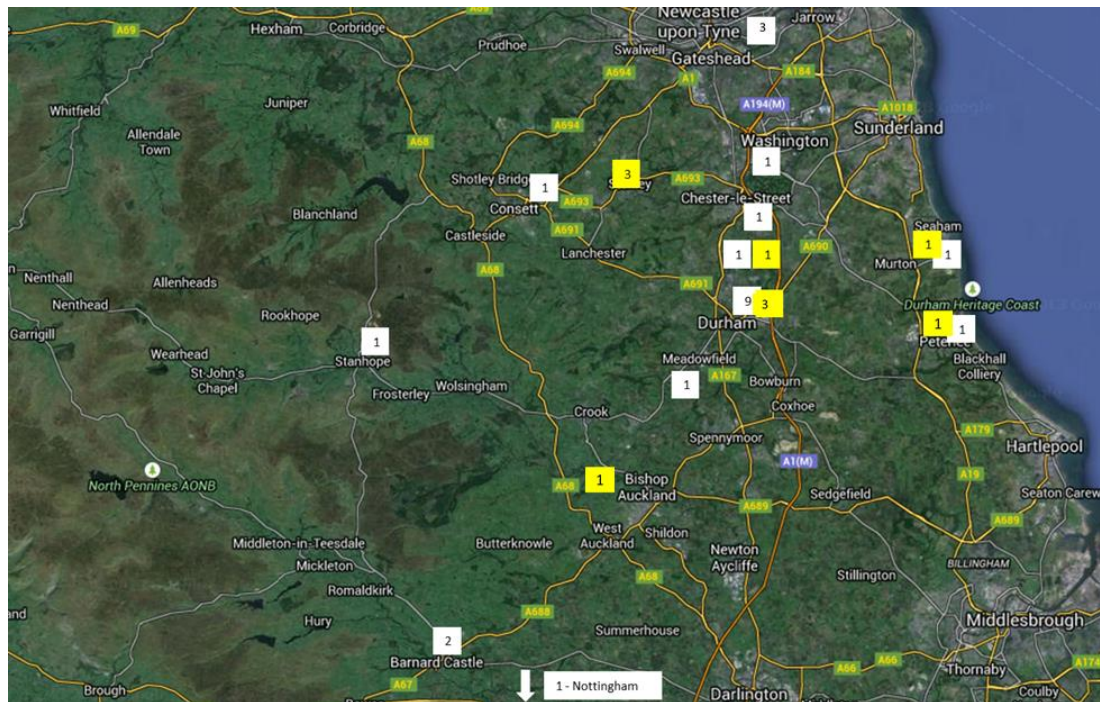 A69
A69
Hexham
Corbridge
Newcastle
upon Tyne
3
Jarrow
Prudhoe
Swalwell
Gateshead
A694
A1
A184
Whitfield
Juniper
A194(M)
A1018
Allendale
Town
A68
A694
Washington
Sunderland
1
Shotley Bridge
1
3
A693
Consett
A693
Chester-le-Street
Blanchland
1
Castleside
A691
Lanchester
1
1
A690
Seaham
1
1
Murton
Nenthall
Allenheads
A68
A691
Nenthead
Rookhope
9
3
Durham Heritage Coast
Garrigill
Durham
1
1
Wearhead
1
Stanhope
Meadowfield
Blackhall
Colliery
St John's
Chapel
Frosterley
Wolsingham
1
A167
Bowburn
Crook
Coxhoe
A179
Spennymoor
Hartlepool
A1(M)
North Pennines AONB
A68
1
Bishop
Auckland
A19
Sedgefield
Seaton Carew
A689
A689
West
Auckland
Shildon
Middleton-in-Teesdale
Butterknowle
Newton
Aycliffe
BILLINGHAM
Mickleton
A68
Stillington
Romaldkirk
A688
Hury
Summerhouse
Middlesbrough
2
Barnard Castle
A66
A66
Thornaby
A174
Brough
A67
1 - Nottingham
Darlington
Coulby